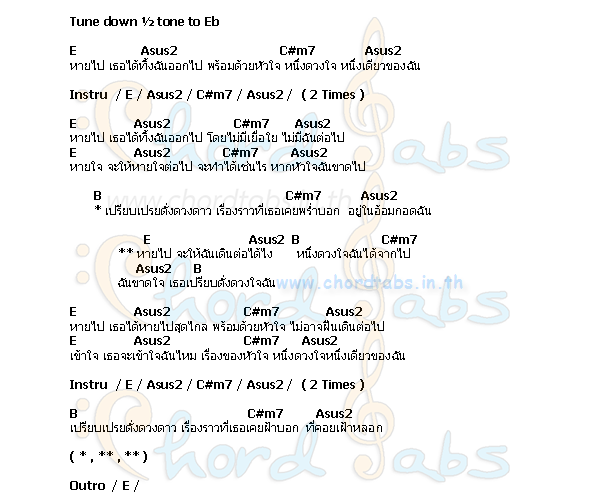 Tune down ½ tone to Eb
E Asus2 C#m7 Asus2
หายไป เธอได้ทิ้งฉันออกไป พร้อมด้วยหัวใจ หนึ่งดวงใจ หนึ่งเดียวของฉัน
Instru / E / Asus2 / C#m7 / Asus2 / ( 2 Times )
E Asus2 C#m7 Asus2
หายไป เธอได้ทิ้งฉันออกไป โดยไม่มีเยื่อใย ไม่มีฉันต่อไป
E Asus2 C#m7 Asus2
หายใจ จะให้หายใจต่อไป จะทำได้เช่นไร หากหัวใจฉันขาดไป
B C#m7 Asus2
* เปรียบเปรยดั่งดวงดาว เรื่องราวที่เธอเคยพร่ำบอก อยู่ในอ้อมกอดฉัน
E Asus2 B C#m7
** หายไป จะให้ฉันเดินต่อได้ไง หนึ่งดวงใจฉันได้จากไป
Asus2 B
ฉันขาดใจ เธอเปรียบดั่งดวงใจฉัน
E Asus2 C#m7 Asus2
หายไป เธอได้หายไปสุดไกล พร้อมด้วยหัวใจ ไม่อาจฝืนเดินต่อไป
E Asus2 C#m7 Asus2
เข้าใจ เธอจะเข้าใจฉันไหม เรื่องของหัวใจ หนึ่งดวงใจหนึ่งเดียวของฉัน
Instru / E / Asus2 / C#m7 / Asus2 / ( 2 Times )
B C#m7 Asus2
เปรียบเปรยดั่งดวงดาว เรื่องราวที่เธอเคยฝ้าบอก ที่คอยเฝ้าหลอก
( * , ** , ** )
Outro / E /
www.chordtabs.in.th
www.chordtabs.in.th
Chord Tabs
Chord Tabs